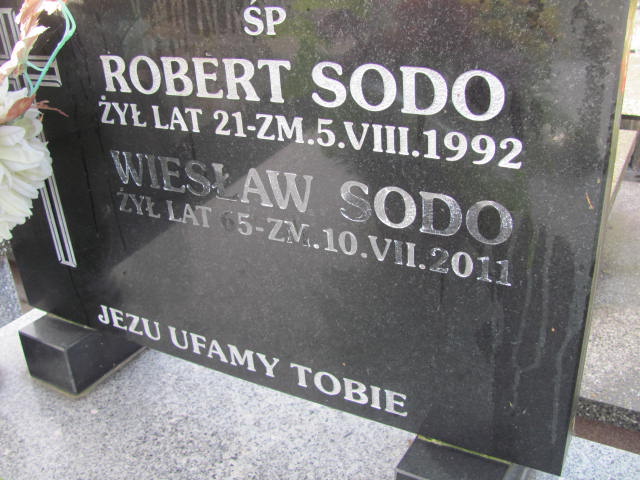 ŚP
ROBERT SODO
ŻYŁ LAT 21-ZM.5.VIII.1992
WIESŁAW SODO
ŻYŁ LAT 65-ZM.10.VII.2011
JEZU UFAMY TOBIE